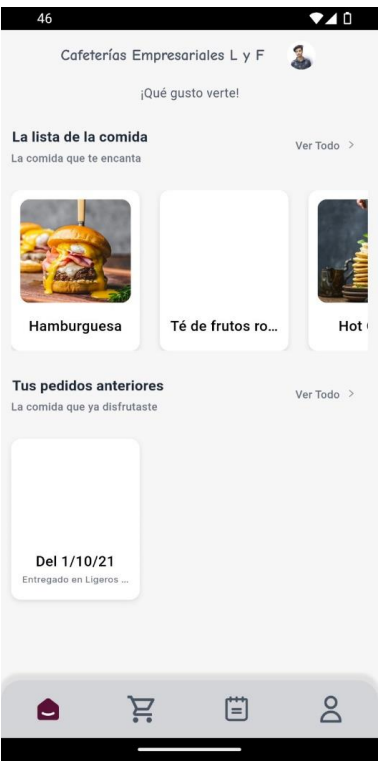 46
Cafeterías Empresariales L y F
¡Qué gusto verte!
La lista de la comida
Ver Todo >
La comida que te encanta
Hamburguesa
Té de frutos ro...
Hot
Tus pedidos anteriores
Ver Todo >
La comida que ya disfrutaste
Del 1/10/21
Entregado en Ligeros ...